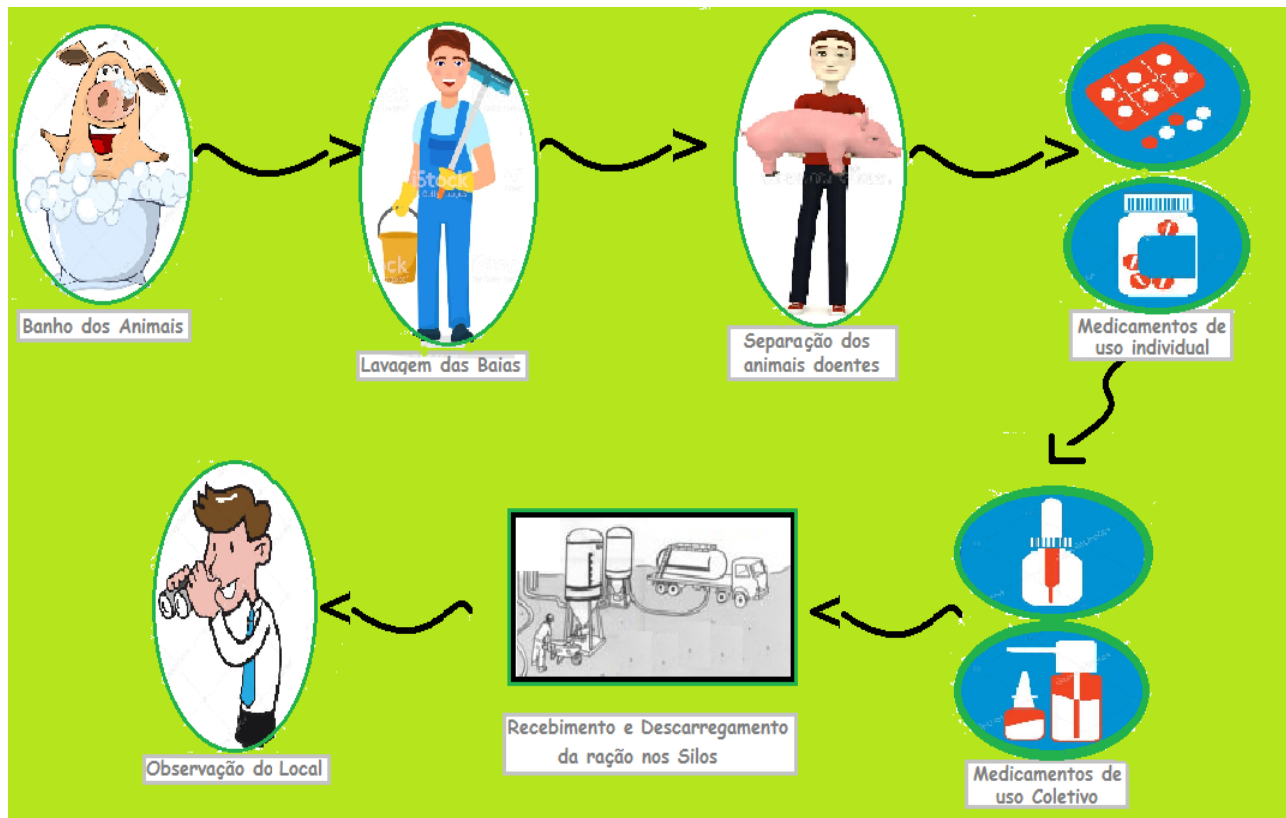 Banho dos Animais
Lavagem das Baias
Separação dos
animais doentes
Medicamentos de
uso individual
iStock
Observação do Local
Recebimento e Descarregamento
da ração nos Silos
Medicamentos de
uso Coletivo